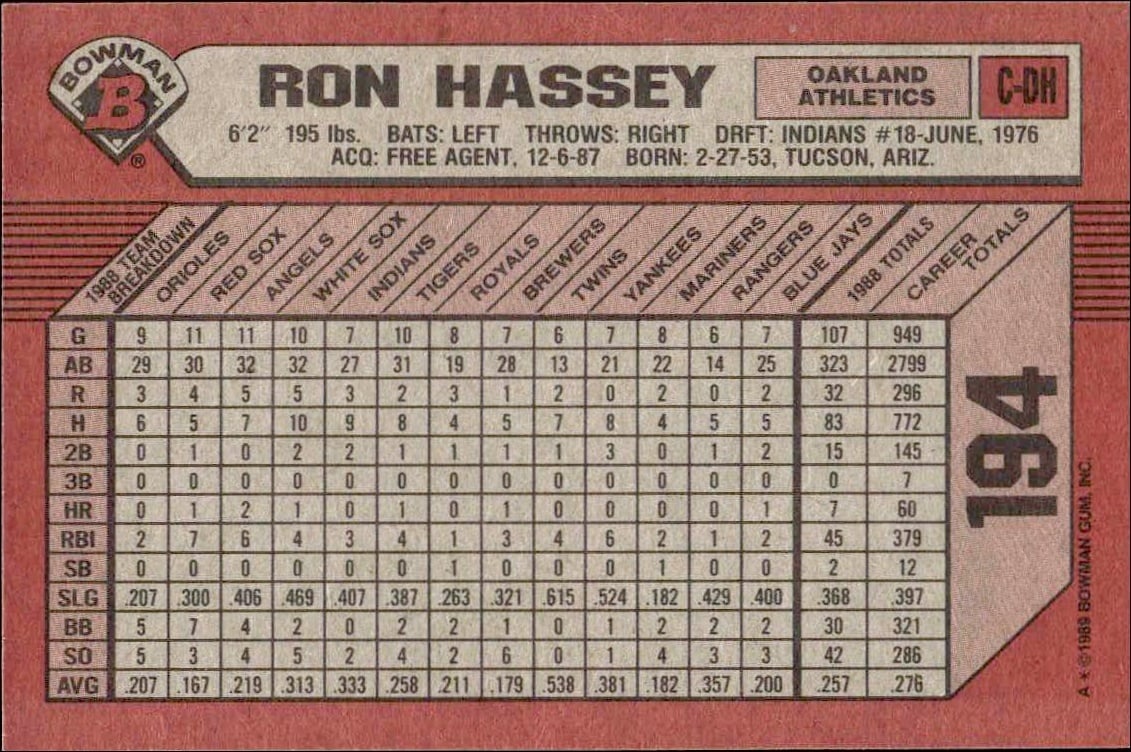 BOWMAN
B
®
RON HASSEY
OAKLAND
ATHLETICS
C-DH
6'2" 195 lbs. BATS: LEFT THROWS: RIGHT DRFT: INDIANS #18-JUNE, 1976
ACQ: FREE AGENT, 12-6-87 BORN: 2-27-53, TUCSON, ARIZ.
1988 TEAM BREAKDOWN ORIOLES RED SOX ANGELS WHITE SOX INDIANS TIGERS ROYALS BREWERS TWINS YANKEES MARINERS RANGERS BLUE JAYS 1988 TOTALS CAREER TOTALS
G 9 11 11 10 7 10 8 7 6 7 8 6 7 107 949
AB 29 30 32 32 27 31 19 28 13 21 22 14 25 323 2799
R 3 4 5 5 3 2 3 1 2 0 2 0 2 32 296
H 6 5 7 10 9 8 4 5 7 8 4 5 5 83 772
2B 0 1 0 2 2 1 1 1 1 3 0 1 2 15 145
3B 0 0 0 0 0 0 0 0 0 0 0 0 0 0 7
HR 0 1 2 1 0 1 0 1 0 0 0 0 1 7 60
RBI 2 7 6 4 3 4 1 3 4 6 2 1 2 45 379
SB 0 0 0 0 0 0 1 0 0 0 1 0 0 2 12
SLG .207 .300 .406 .469 .407 .387 .263 .321 .615 .524 .182 .429 .400 .368 .397
BB 5 7 4 2 0 2 2 1 0 1 2 2 2 30 321
SO 5 3 4 5 2 4 2 6 0 1 4 3 3 42 286
AVG .207 .167 .219 .313 .333 .258 .211 .179 .538 .381 .182 .357 .200 .257 .276
194
A * ©1989 BOWMAN GUM, INC.